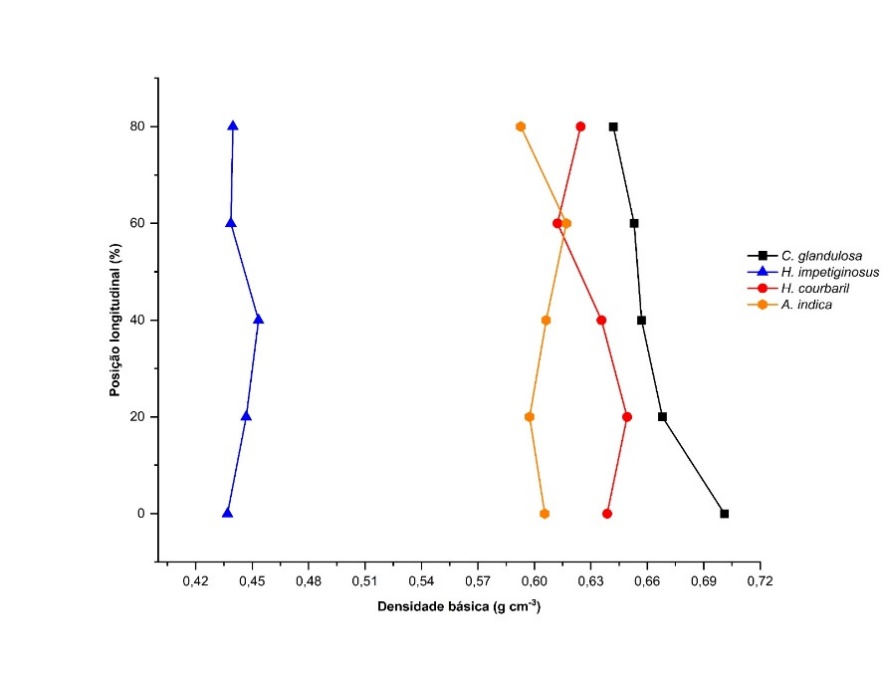 80
60
40
20
0
Posição longitudinal (%)
0,42 0,45 0,48 0,51 0,54 0,57 0,60 0,63 0,66 0,69 0,72
Densidade básica (g cm⁻³)
C. glandulosa
H. impetiginosus
H. courbaril
A. indica